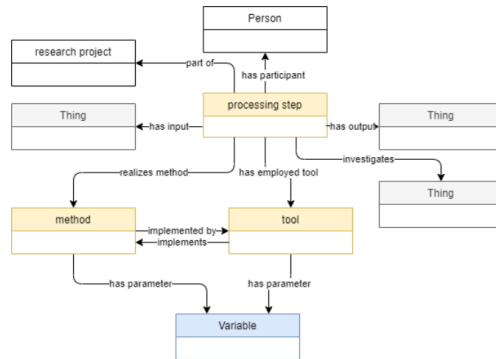 Person
research project
part of
has participant
processing step
Thing
has input
has output
Thing
investigates
realizes method
has employed tool
Thing
method
implemented by
implements
tool
has parameter
has parameter
Variable